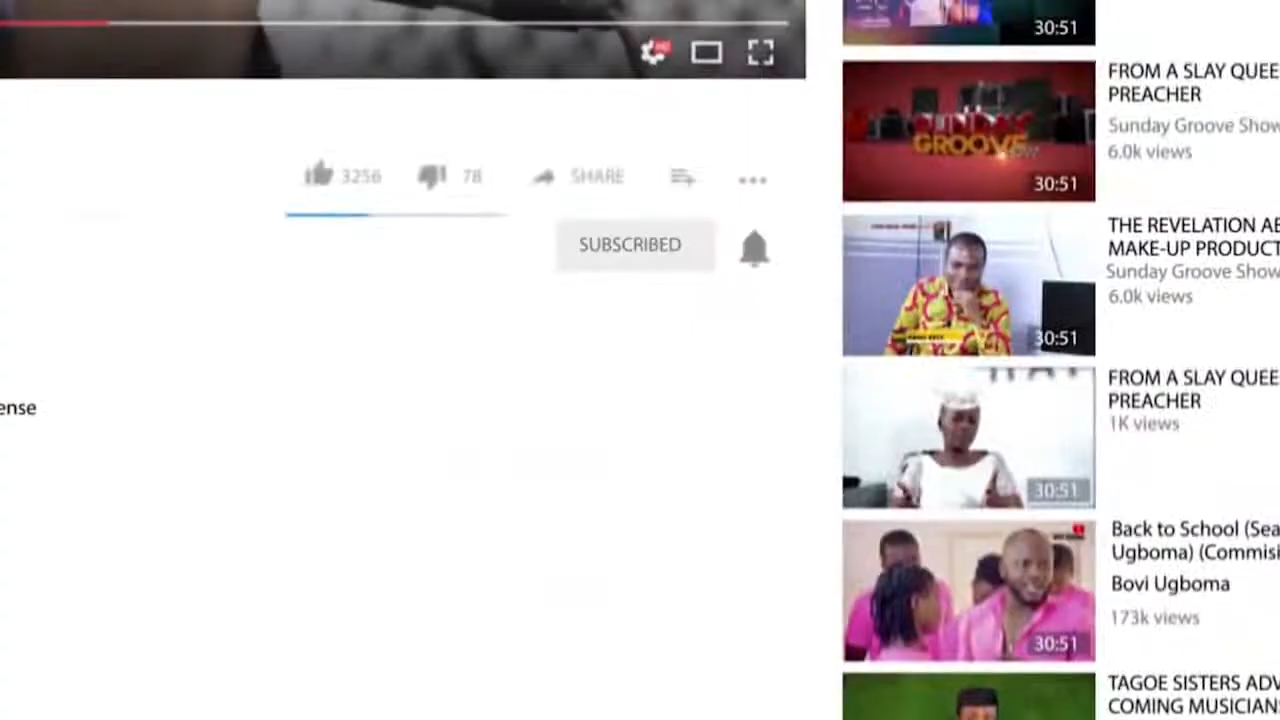 30:51
FROM A SLAY QUEE
PREACHER
Sunday Groove Show
6.0k views
SUNDAY
GROOVE
30:51
3256
78
SHARE
SUBSCRIBED
THE REVELATION AB
MAKE-UP PRODUCT
Sunday Groove Show
6.0k views
30:51
FROM A SLAY QUEE
PREACHER
1K views
30:51
ense
Back to School (Sea
Ugboma) (Commisi
Bovi Ugboma
173k views
30:51
TAGOE SISTERS ADV
COMING MUSICIAN